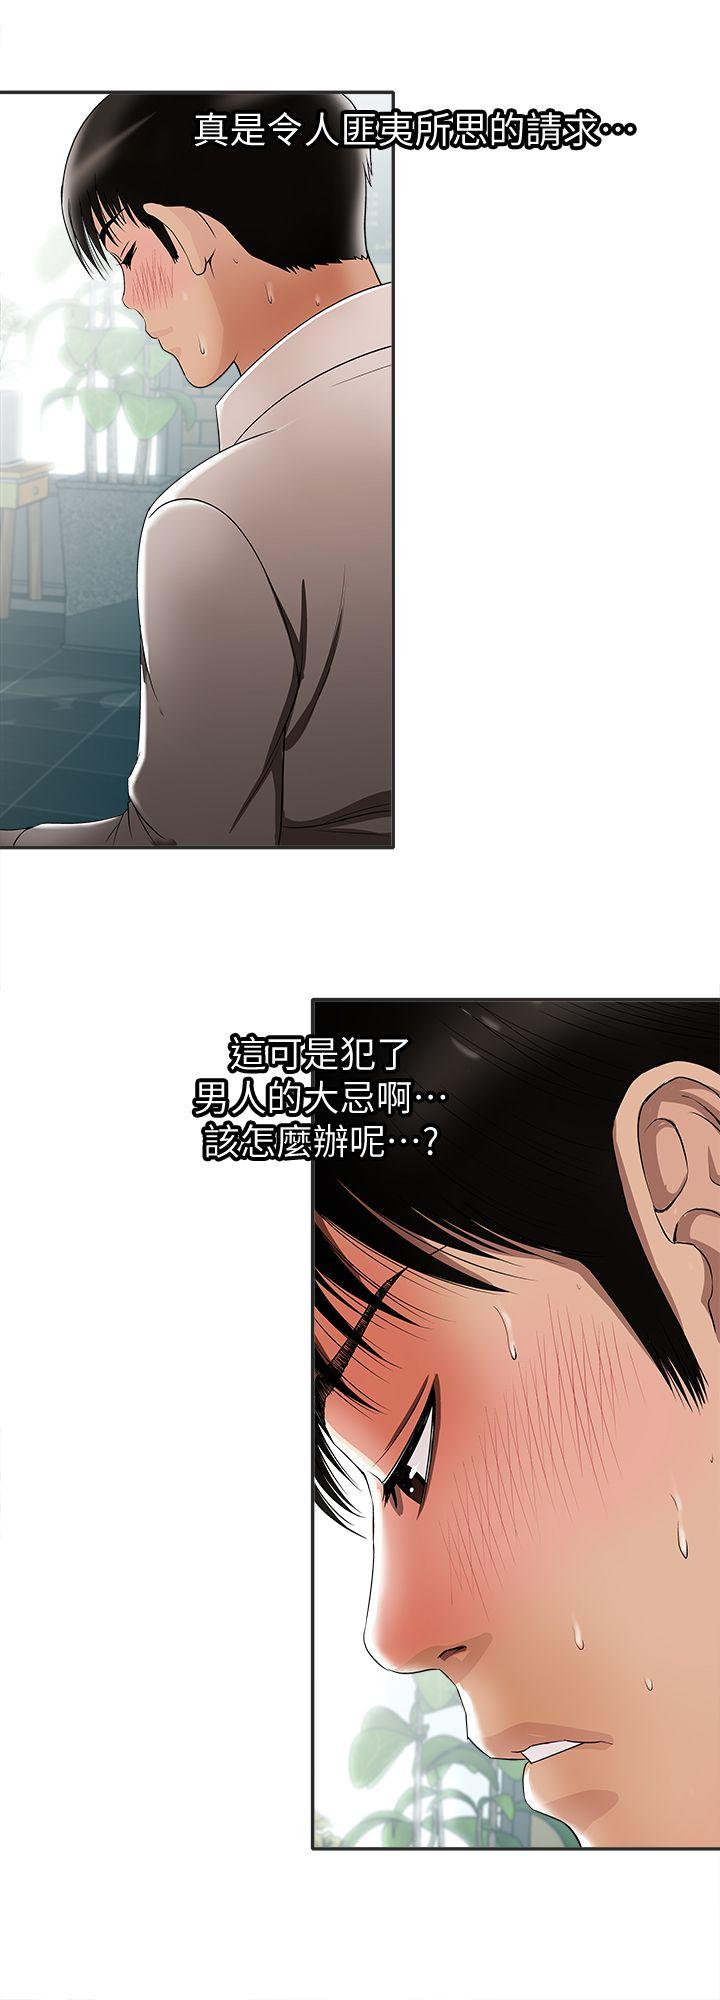 真是令人匪夷所思的請求⋯
這可是犯了
男人的大忌啊⋯
該怎麼辦呢⋯?